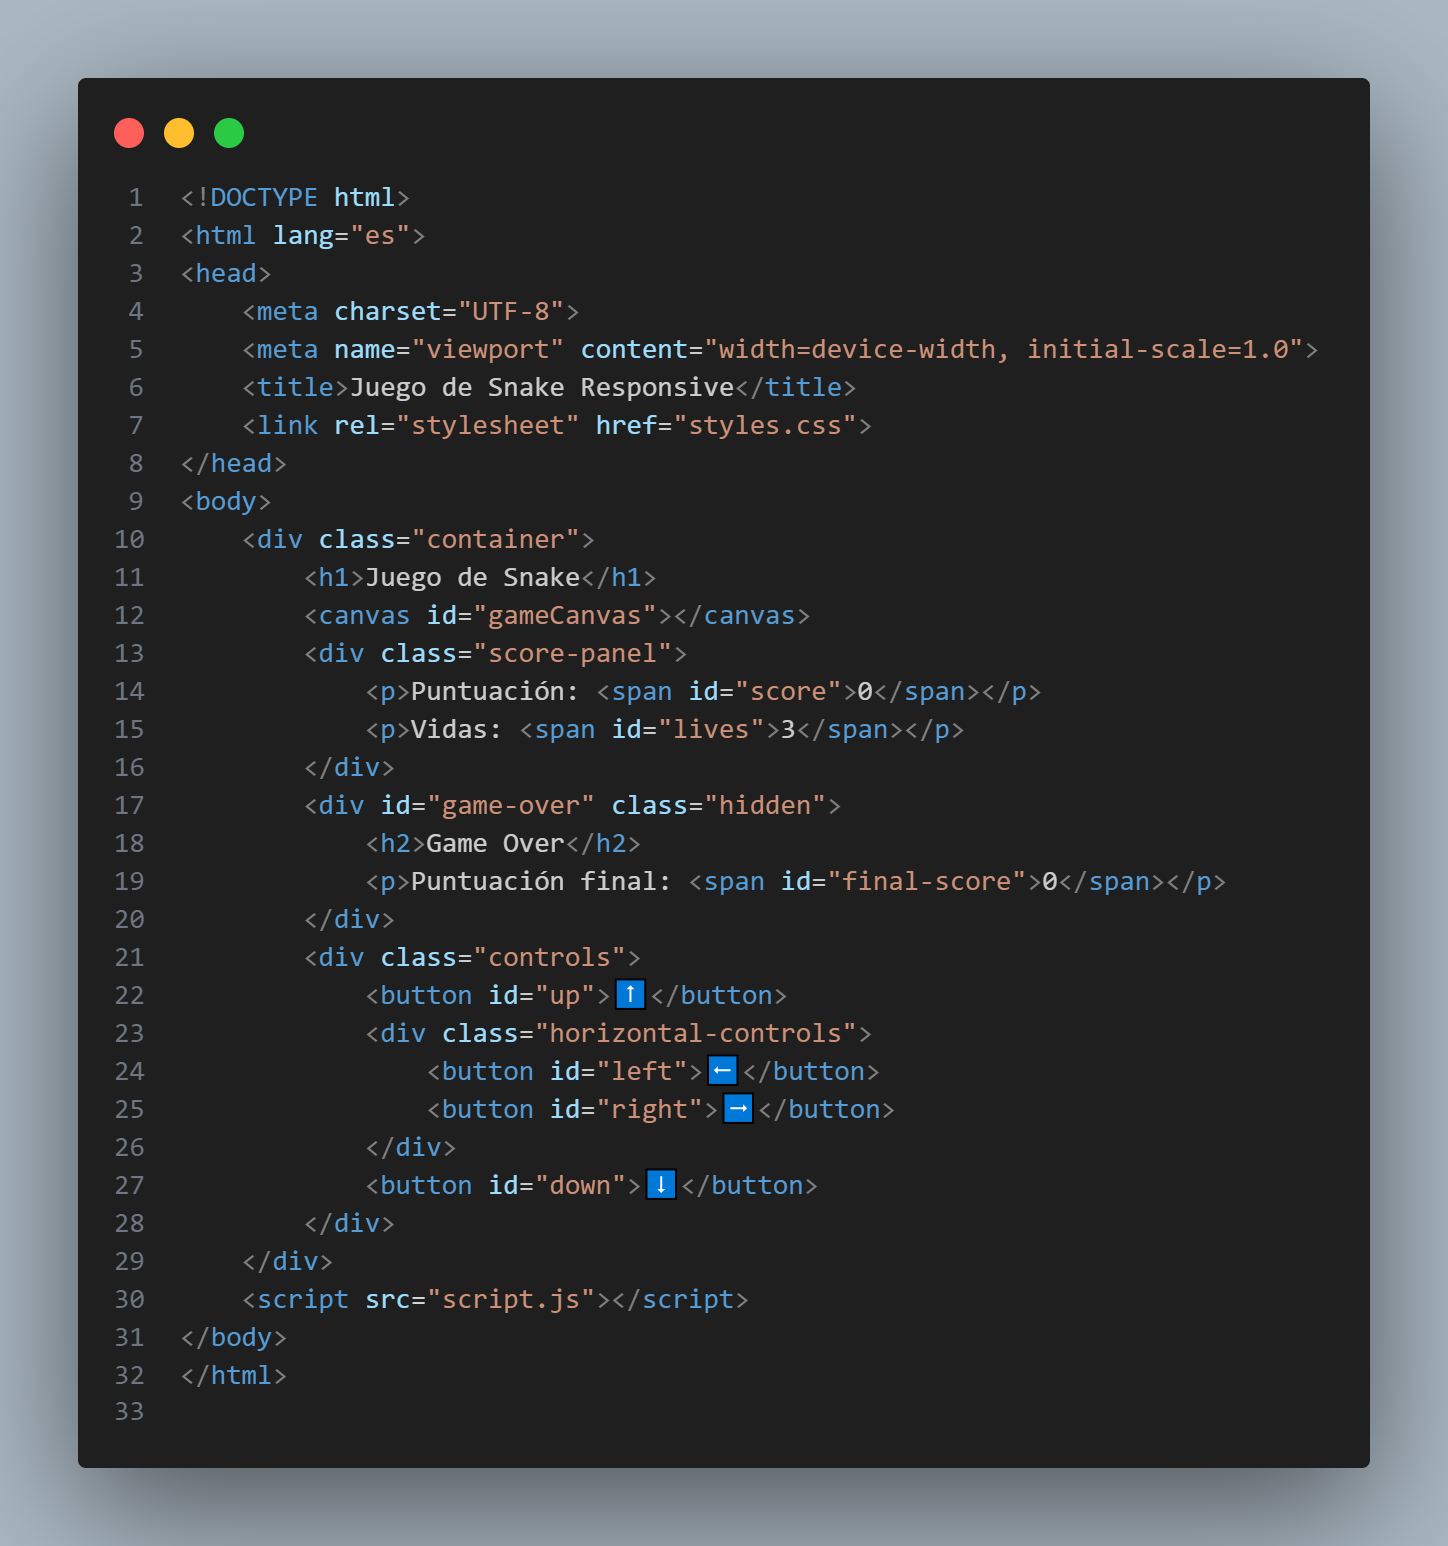 1 <!DOCTYPE html>
2 <html lang="es">
3 <head>
4     <meta charset="UTF-8">
5     <meta name="viewport" content="width=device-width, initial-scale=1.0">
6     <title>Juego de Snake Responsive</title>
7     <link rel="stylesheet" href="styles.css">
8 </head>
9 <body>
10     <div class="container">
11         <h1>Juego de Snake</h1>
12         <canvas id="gameCanvas"></canvas>
13         <div class="score-panel">
14             <p>Puntuación: <span id="score">0</span></p>
15             <p>Vidas: <span id="lives">3</span></p>
16         </div>
17         <div id="game-over" class="hidden">
18             <h2>Game Over</h2>
19             <p>Puntuación final: <span id="final-score">0</span></p>
20         </div>
21         <div class="controls">
22             <button id="up">⬆️</button>
23             <div class="horizontal-controls">
24                 <button id="left">⬅️</button>
25                 <button id="right">➡️</button>
26             </div>
27             <button id="down">⬇️</button>
28         </div>
29     </div>
30     <script src="script.js"></script>
31 </body>
32 </html>
33